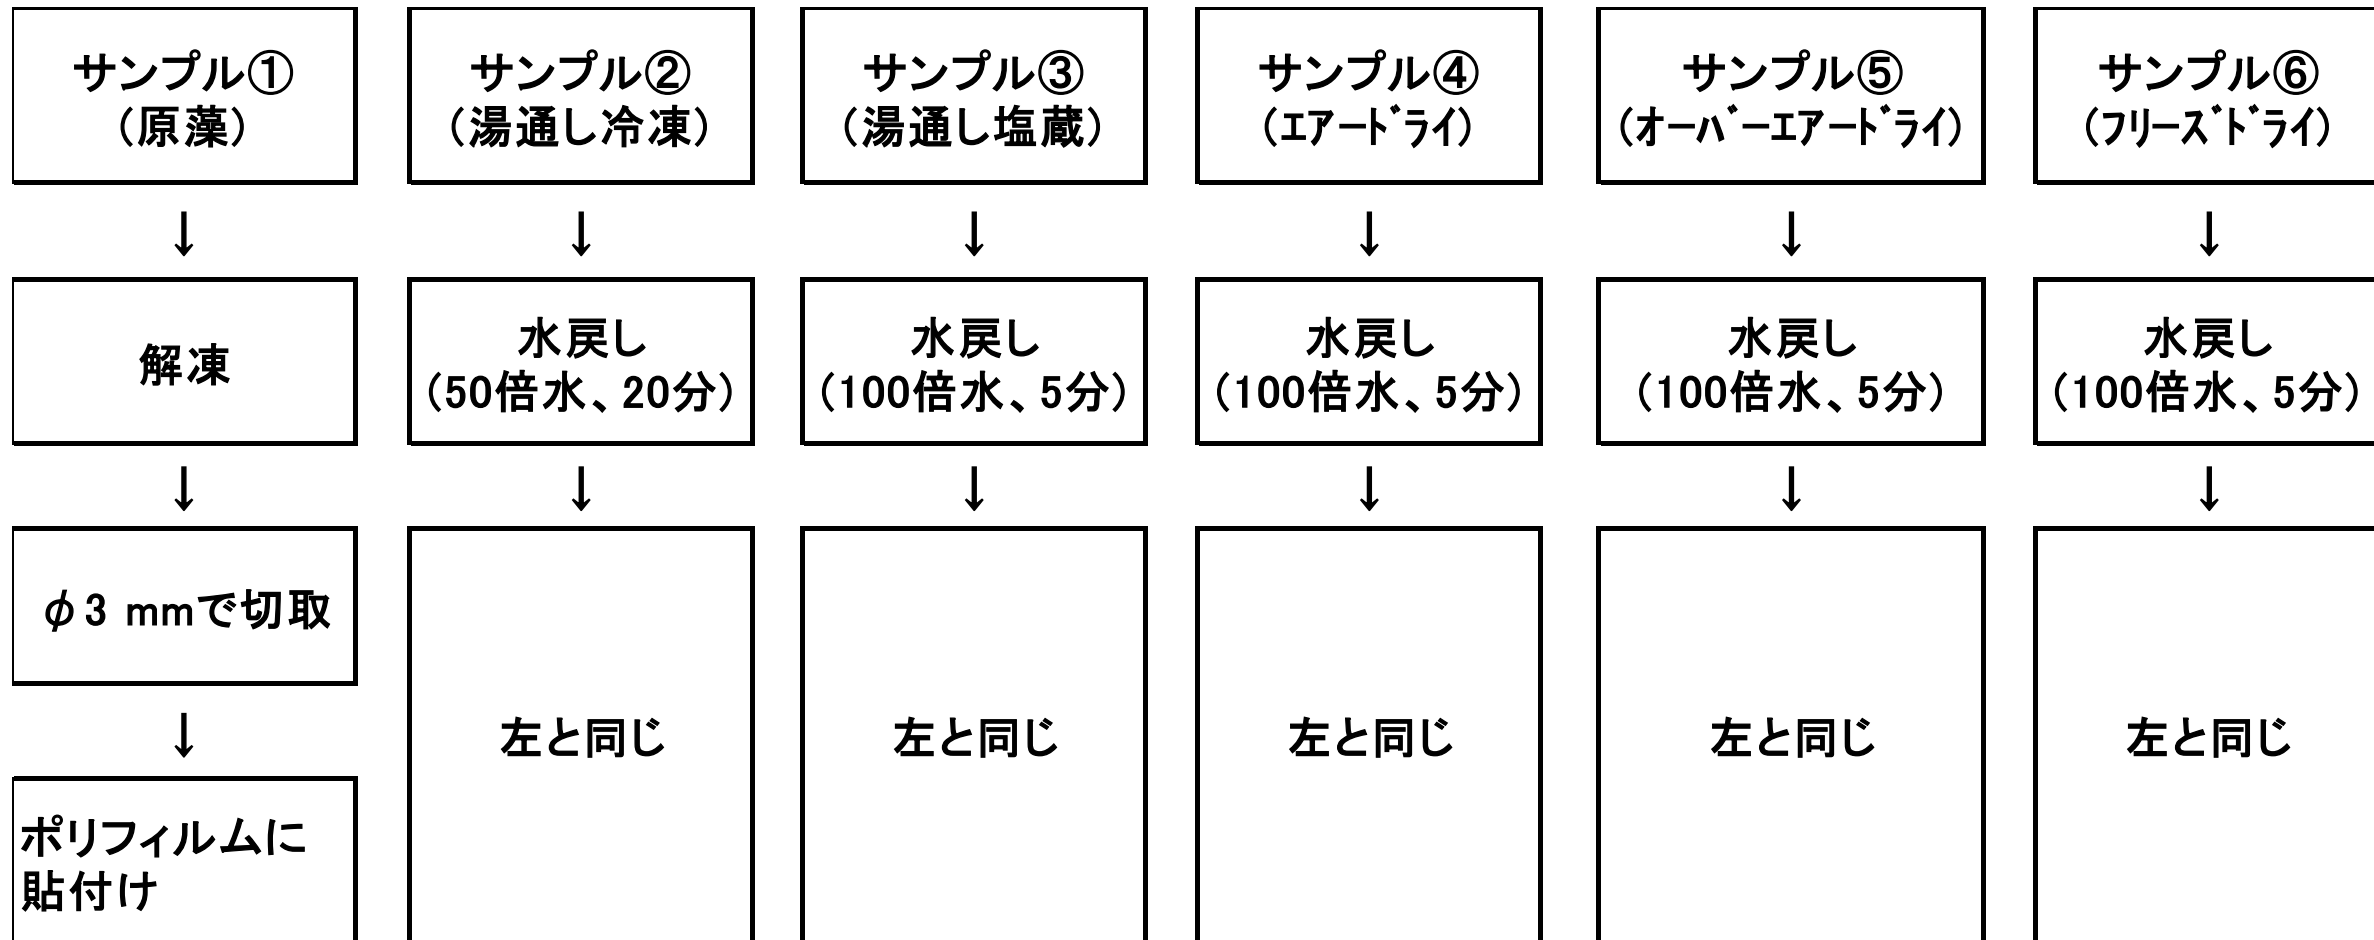 サンプル①
（原藻）
サンプル②
（湯通し冷凍）
サンプル③
（湯通し塩蔵）
サンプル④
（ｴｱｰﾄﾞﾗｲ）
サンプル⑤
（ｵｰﾊﾞｰｴｱｰﾄﾞﾗｲ）
サンプル⑥
（ﾌﾘｰｽﾞﾄﾞﾗｲ）
↓
↓
↓
↓
↓
↓
解凍
水戻し
（50倍水、20分）
水戻し
（100倍水、5分）
水戻し
（100倍水、5分）
水戻し
（100倍水、5分）
水戻し
（100倍水、5分）
↓
↓
↓
↓
↓
↓
φ3 mmで切取
↓
ポリフィルムに
貼付け
左と同じ
左と同じ
左と同じ
左と同じ
左と同じ